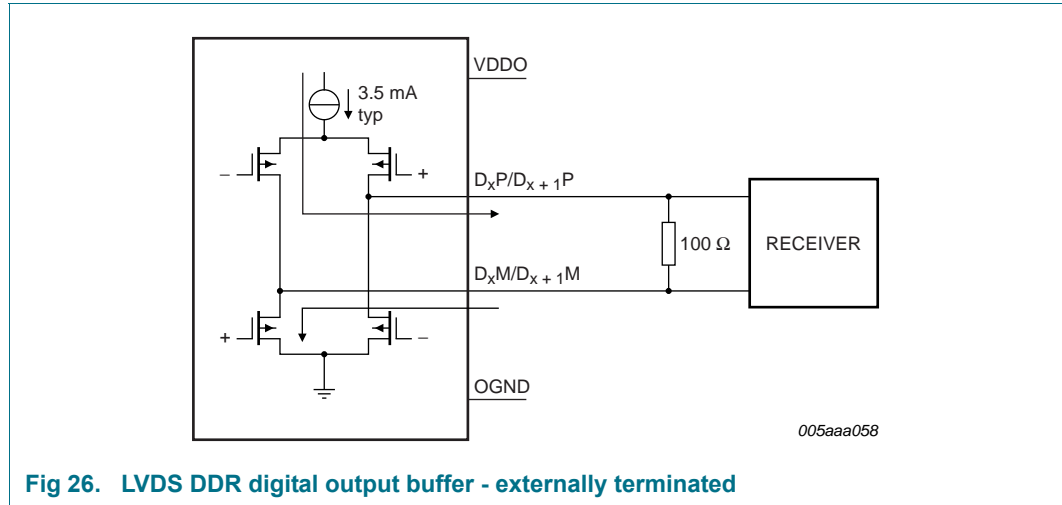 VDDO
3.5 mA
typ
–
+
DxP/Dx + 1P
100 Ω
RECEIVER
DxM/Dx + 1M
+
–
OGND
005aaa058
Fig 26. LVDS DDR digital output buffer - externally terminated